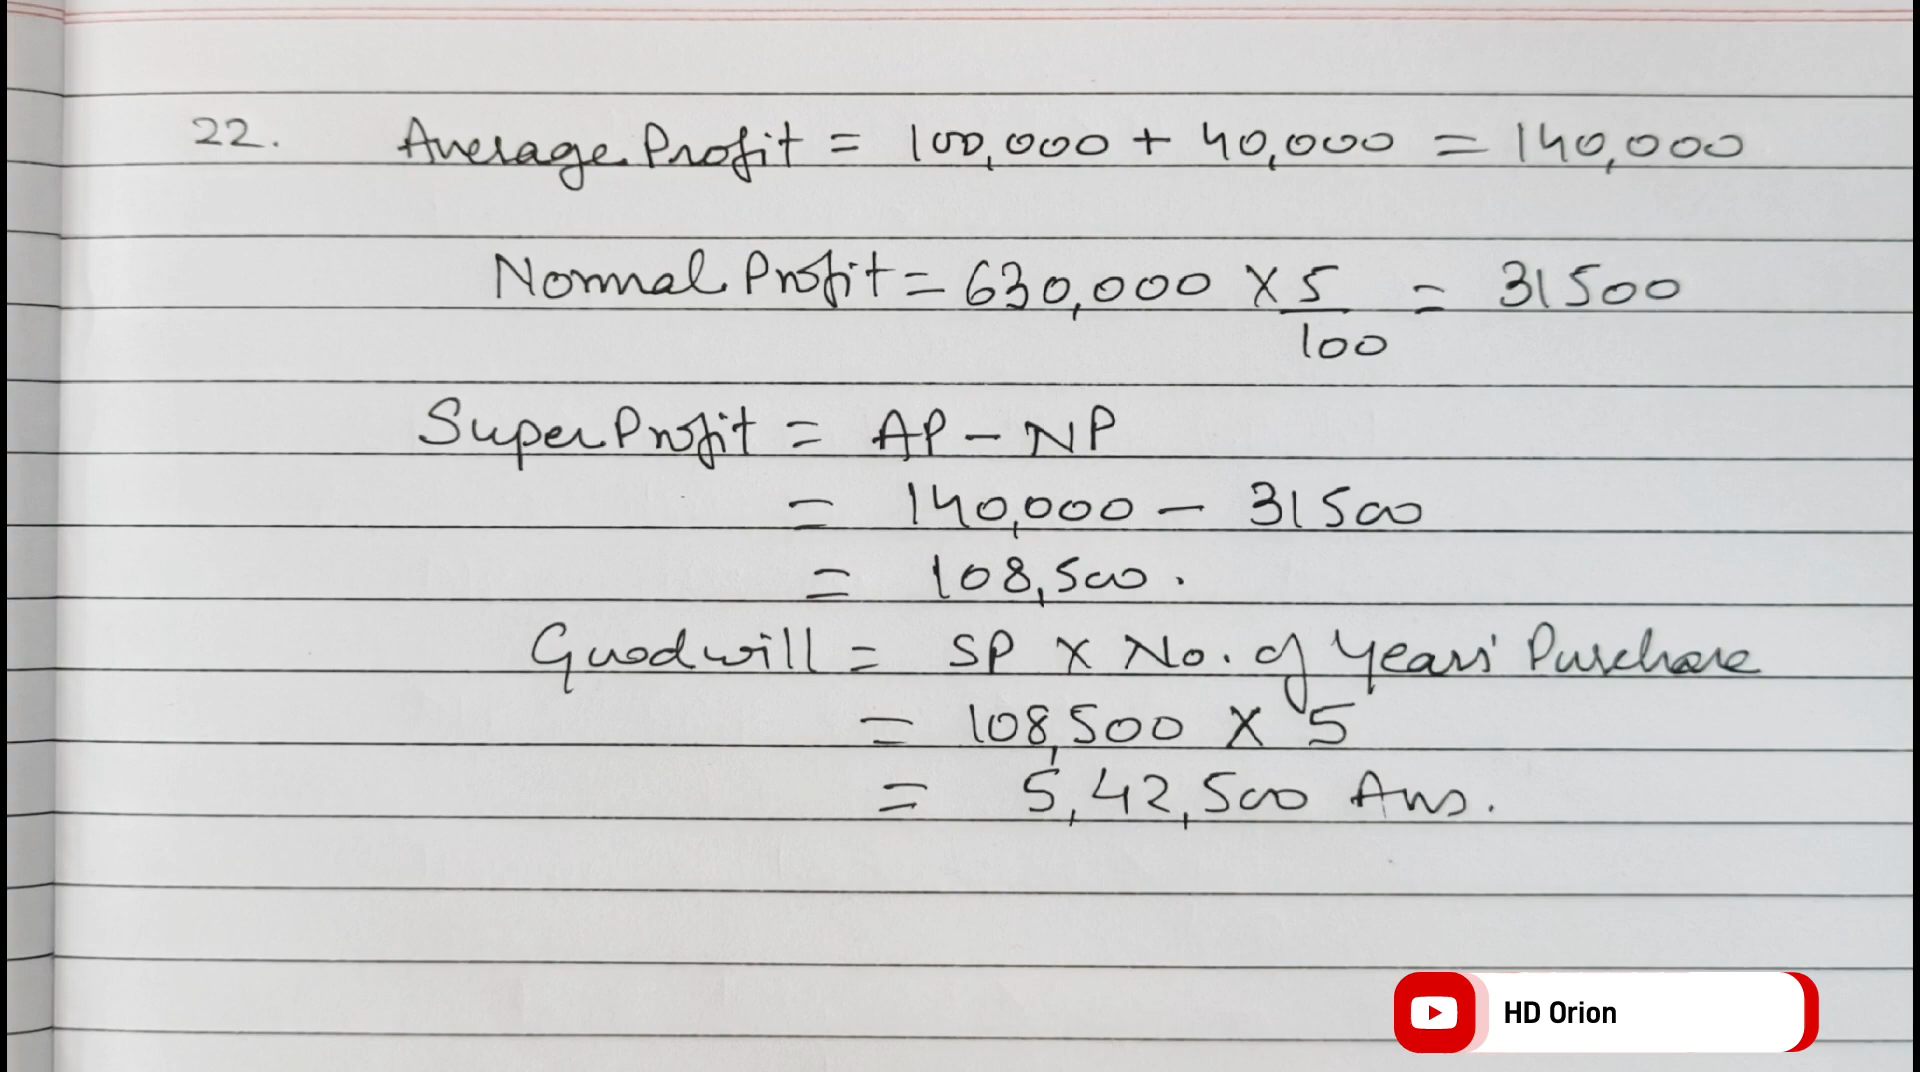 22. Average Profit = 100,000 + 40,000 = 140,000
Normal Profit = 630,000 × 5/100 = 31500
Super Profit = AP - NP
= 140,000 - 31500
= 108,500.
Goodwill = SP × No. of Years' Purchase
= 108,500 × 5
= 5,42,500 Ans.
HD Orion